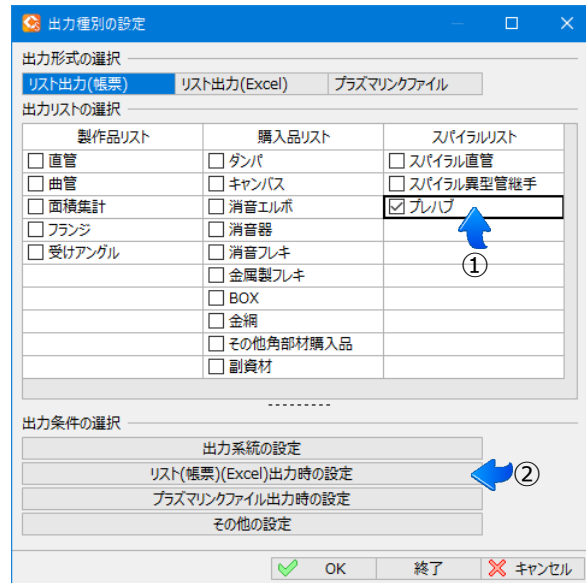 出力種別の設定
出力形式の選択
リスト出力(帳票) リスト出力(Excel) プラズマリンクファイル
出力リストの選択
製作品リスト 購入品リスト スパイラルリスト
直管 ダンパ スパイラル直管
曲管 キャンバス スパイラル異型管継手
面積集計 消音エルボ プレハブ
フランジ 消音器
①
受けアングル 消音フレキ
金属製フレキ
BOX
金網
その他角部材購入品
副資材
出力条件の選択
出力系統の設定
リスト(帳票)(Excel)出力時の設定 ②
プラズマリンクファイル出力時の設定
その他の設定
OK 終了 キャンセル